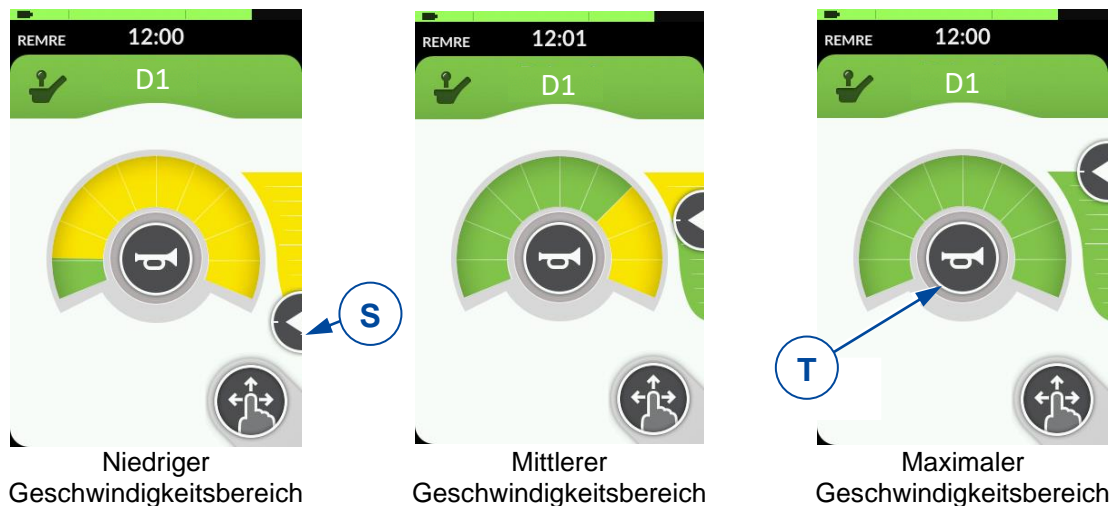 REMRE 12:00
D1
S
Niedriger
Geschwindigkeitsbereich
REMRE 12:01
D1
Mittlerer
Geschwindigkeitsbereich
REMRE 12:00
D1
T
Maximaler
Geschwindigkeitsbereich